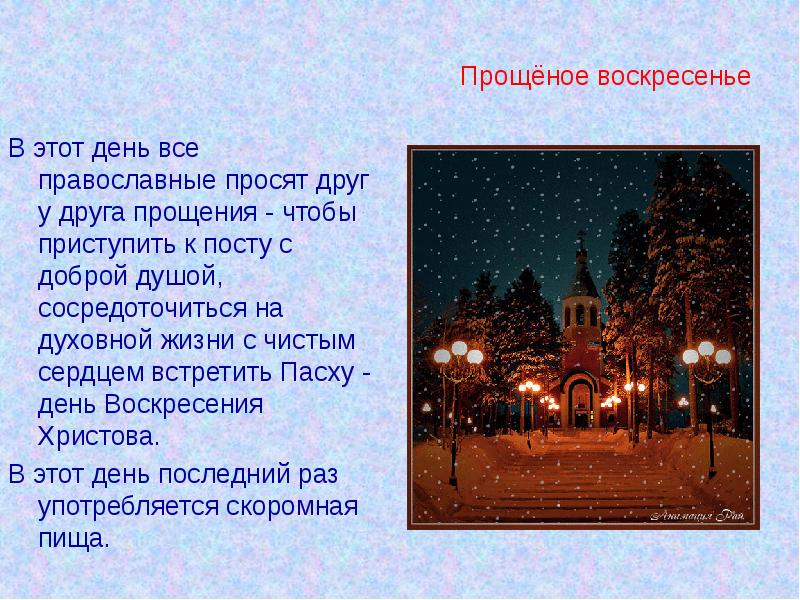 Прощёное воскресенье
В этот день все
православные просят друг
у друга прощения - чтобы
приступить к посту с
доброй душой,
сосредоточиться на
духовной жизни с чистым
сердцем встретить Пасху -
день Воскресения
Христова.
В этот день последний раз
употребляется скоромная
пища.
Анимация Рай